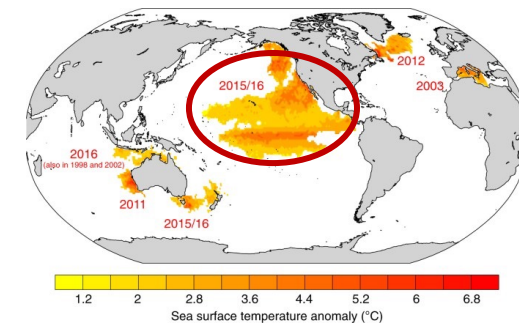 2012
2003
2015/16
2016
(also in 1998 and 2002)
2011
2015/16
1.2 2 2.8 3.6 4.4 5.2 6 6.8
Sea surface temperature anomaly (°C)